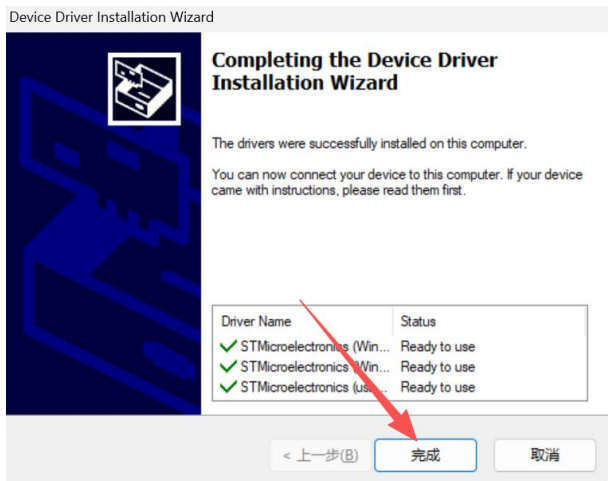 Device Driver Installation Wizard
Completing the Device Driver
Installation Wizard
The drivers were successfully installed on this computer.
You can now connect your device to this computer. If your device
came with instructions, please read them first.
Driver Name Status
STMicroelectronics (Win... Ready to use
STMicroelectronics (Win... Ready to use
STMicroelectronics (usb... Ready to use
< 上一步(B) 完成 取消